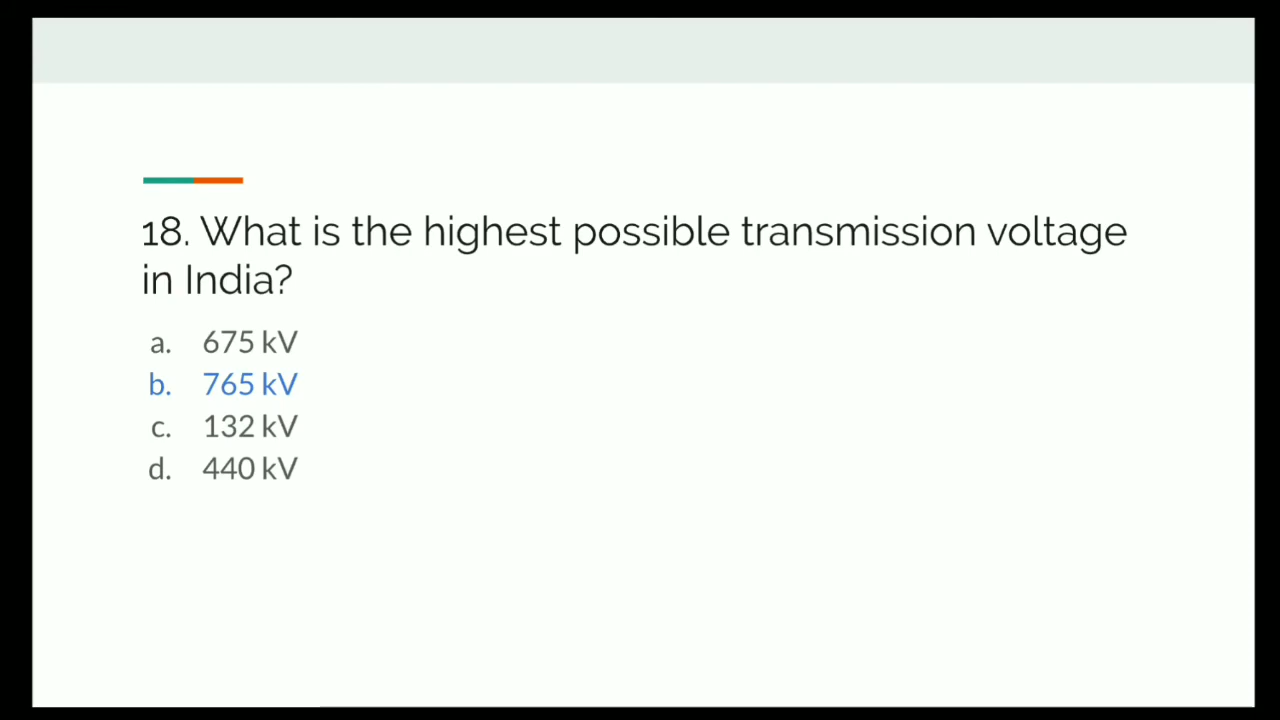 18. What is the highest possible transmission voltage
in India?
a. 675 kV
b. 765 kV
c. 132 kV
d. 440 kV